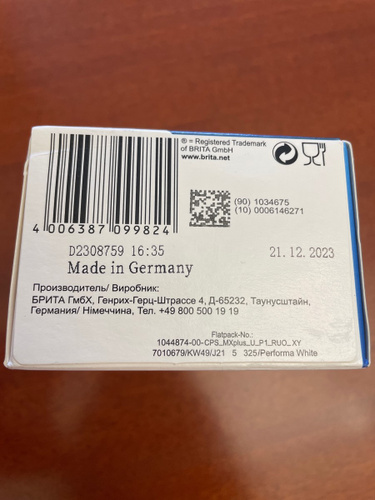 ® = Registered Trademark
of BRITA GmbH
www.brita.net
4 006387 099824
(90) 1034675
(10) 0006146271
D2308759 16:35
21.12.2023
Made in Germany
Производитель/ Виробник:
БРИТА ГмбХ, Генрих-Герц-Штрассе 4, Д-65232, Таунусштайн,
Германия/ Німеччина, Тел. +49 800 500 19 19
Flatpack-No.:
1044874-00-CPS_MXplus_U_P1_RUO_XY
7010679/KW49/J21 5 325/Performa White